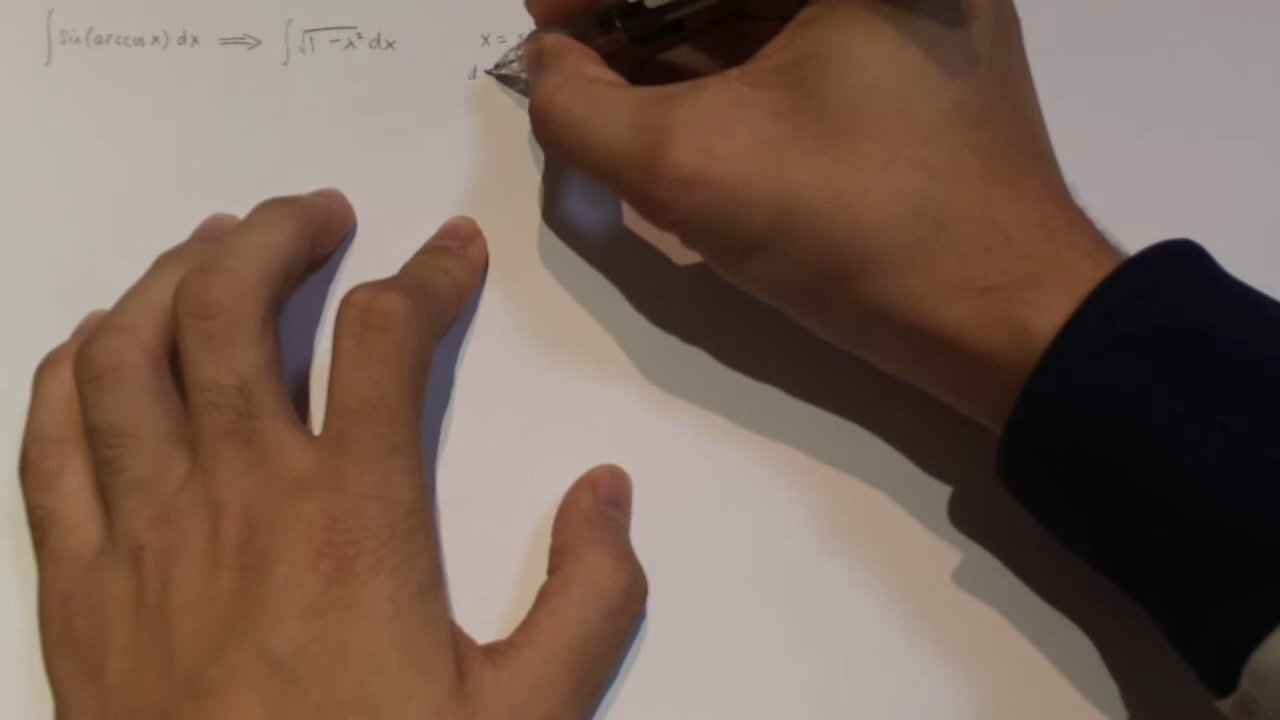 ∫ sin(arccos x) dx ⟹ ∫ √(1 - x²) dx x = s
d